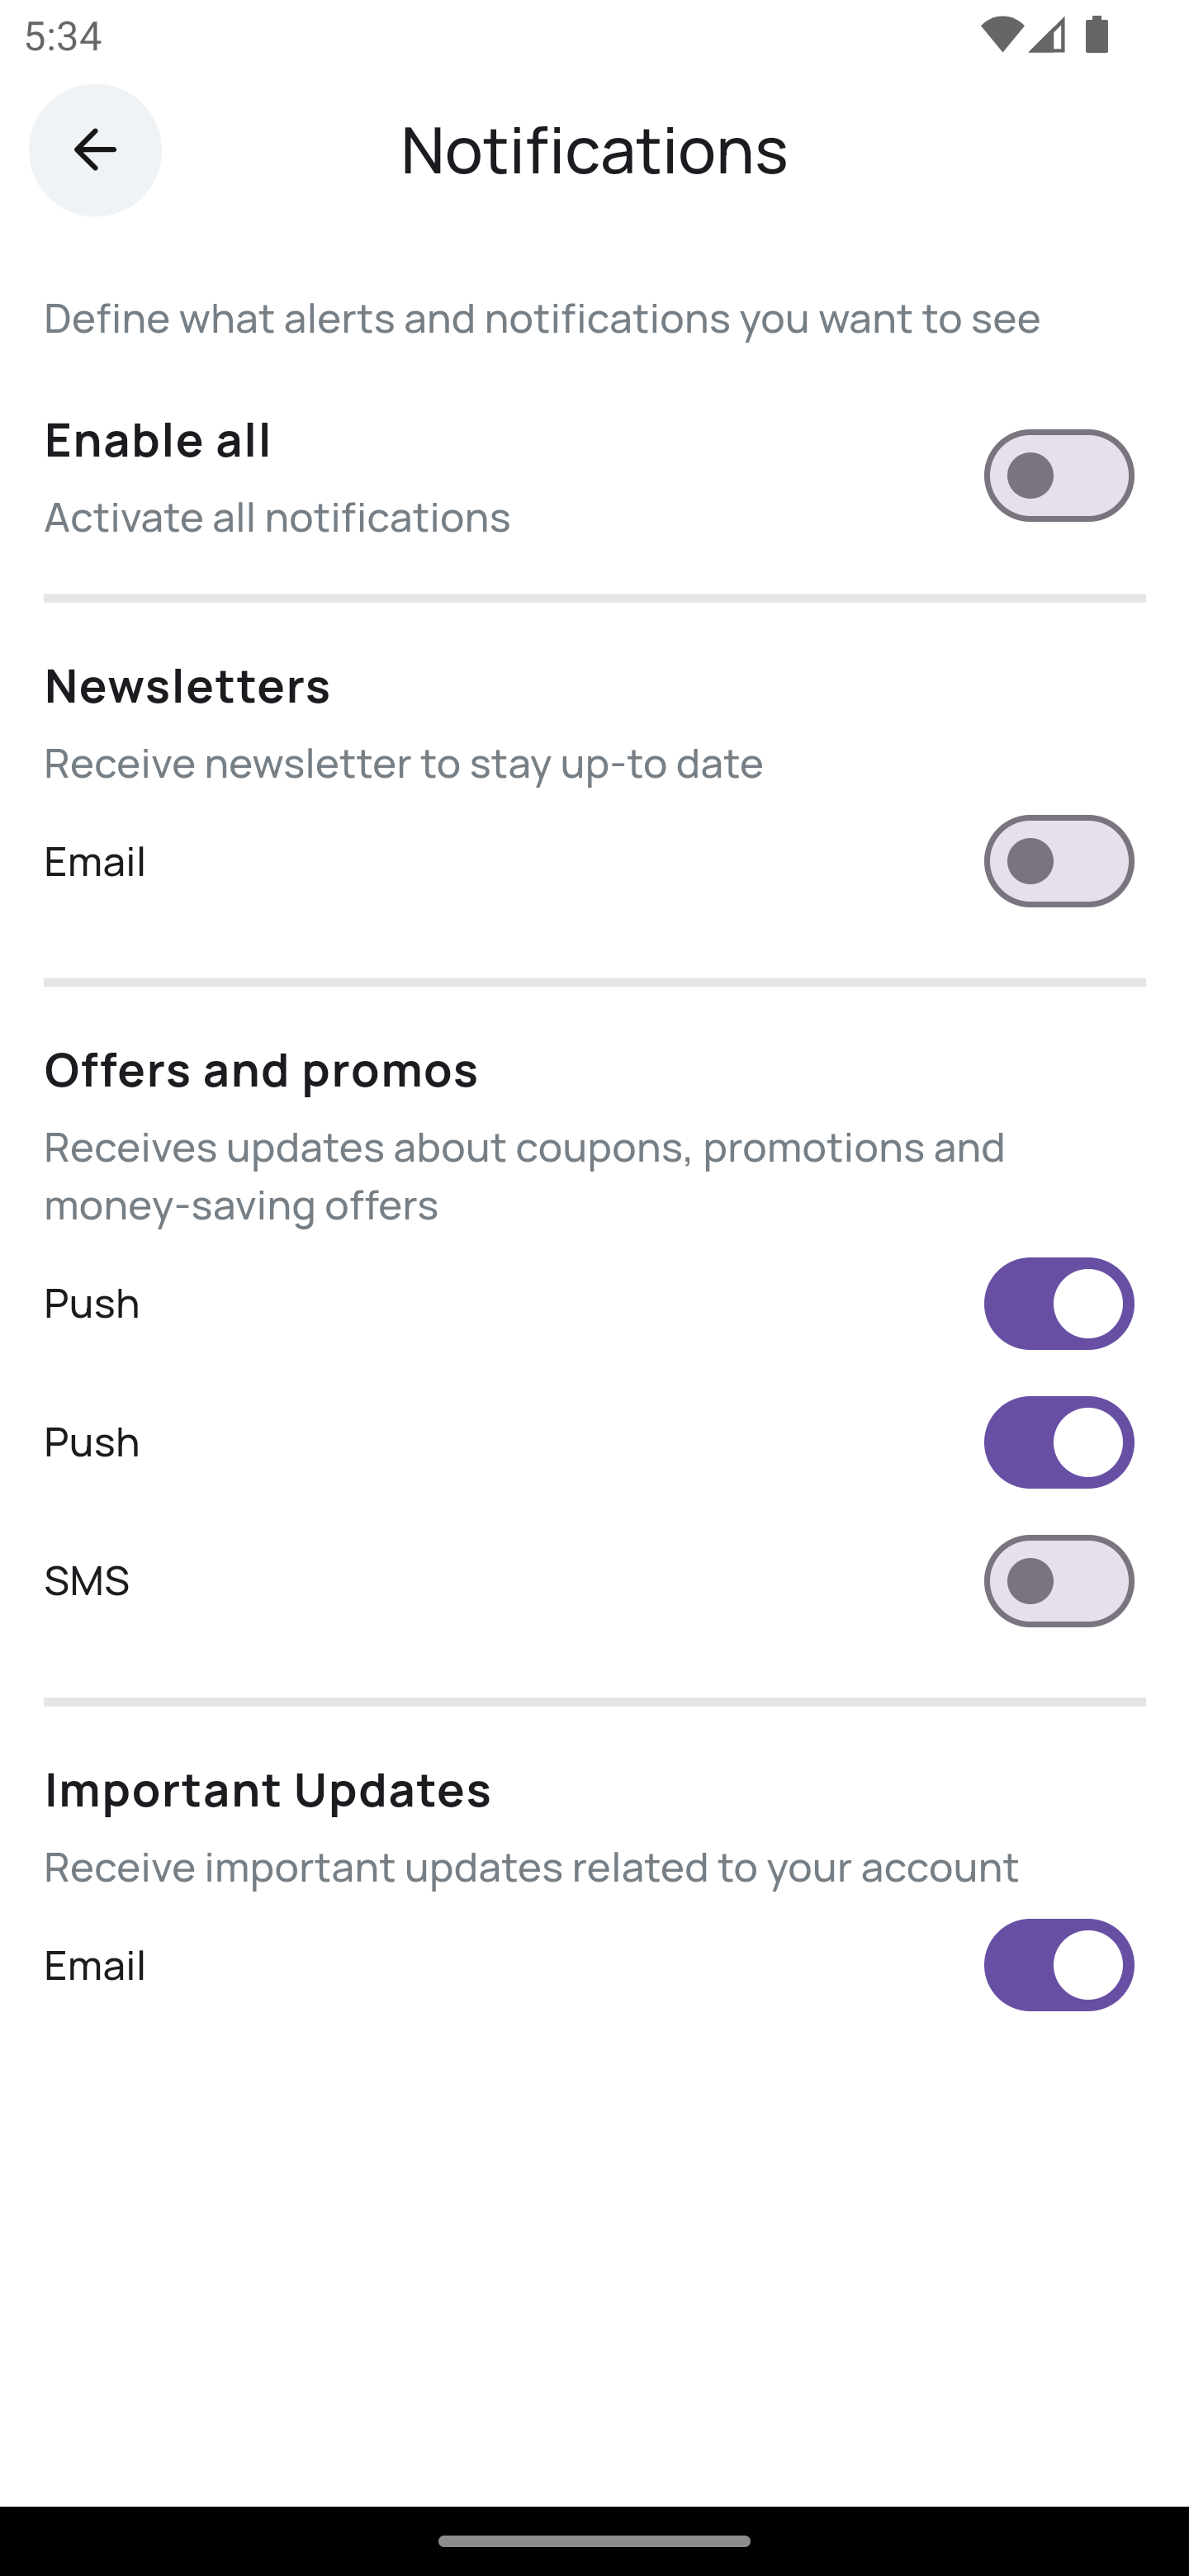 5:34
Notifications
Define what alerts and notifications you want to see
Enable all
Activate all notifications
Newsletters
Receive newsletter to stay up-to date
Email
Offers and promos
Receives updates about coupons, promotions and
money-saving offers
Push
Push
SMS
Important Updates
Receive important updates related to your account
Email